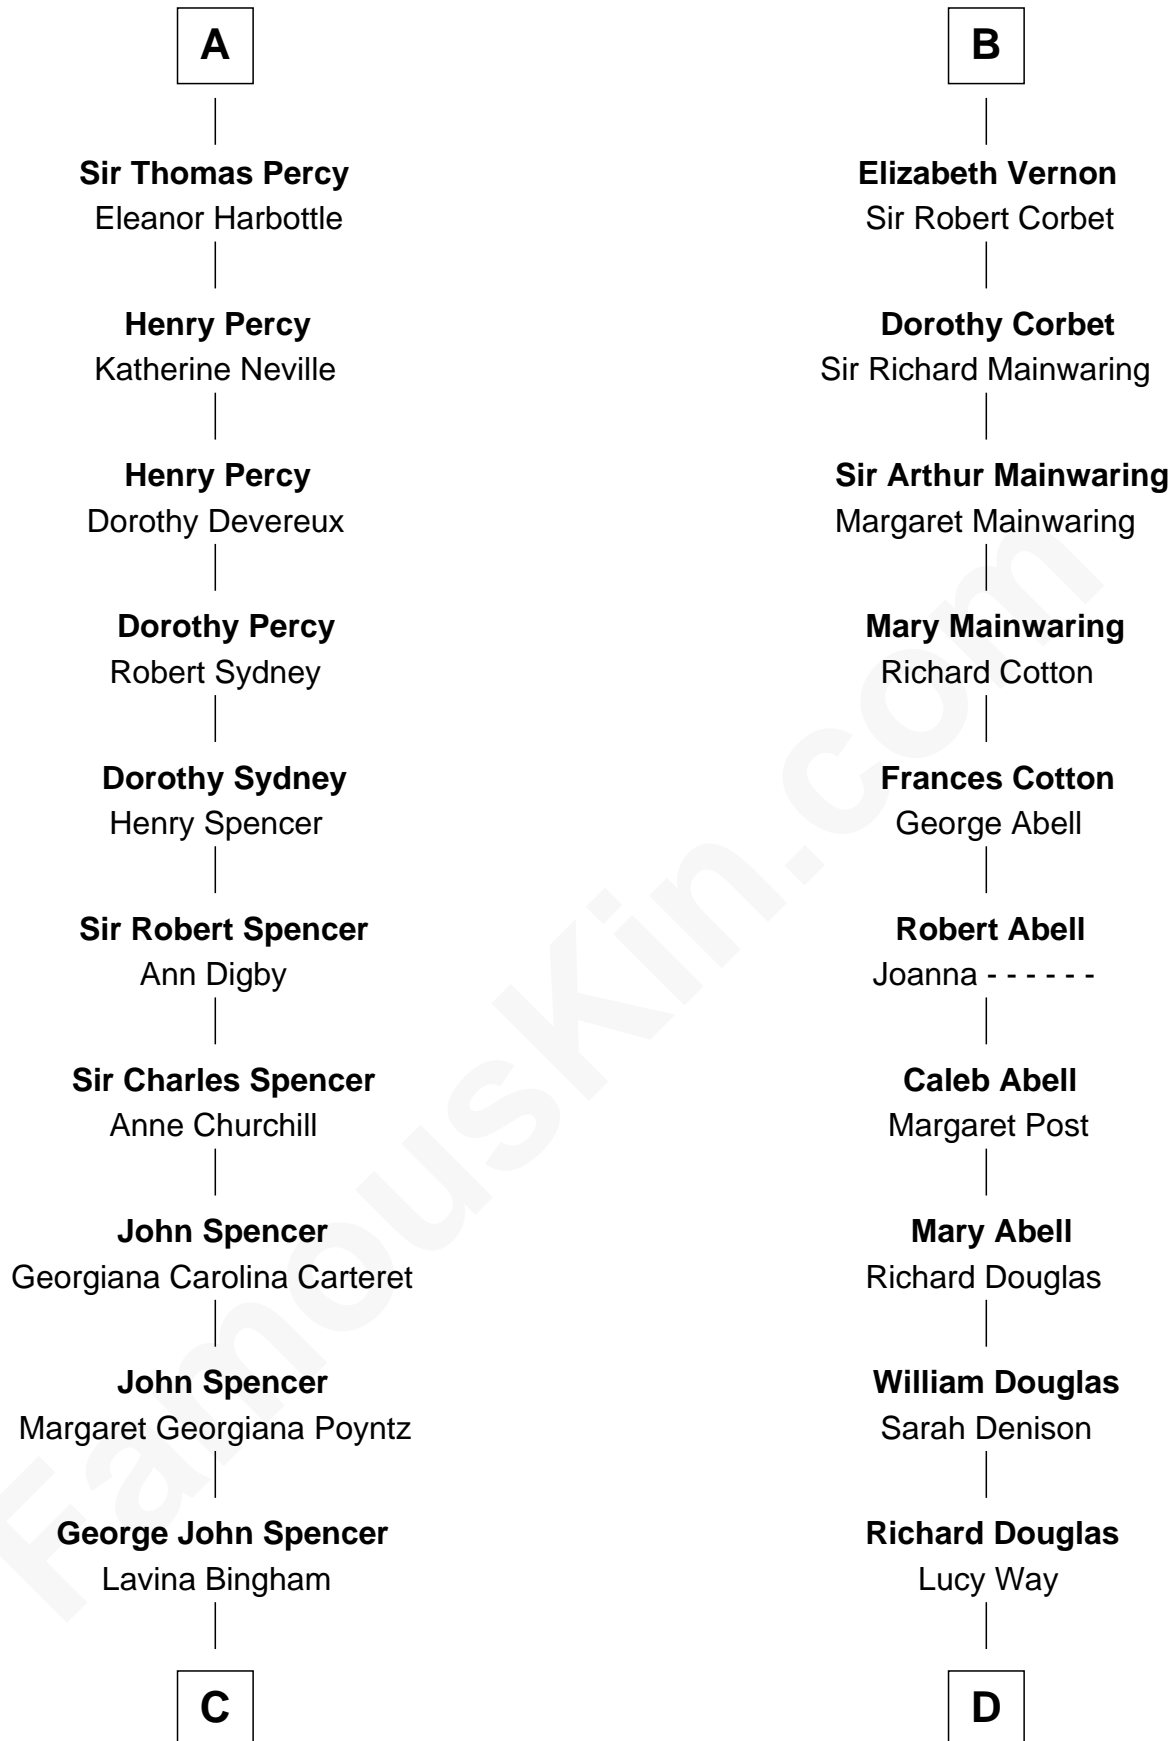 A
Sir Thomas Percy
Eleanor Harbottle
Henry Percy
Katherine Neville
Henry Percy
Dorothy Devereux
Dorothy Percy
Robert Sydney
Dorothy Sydney
Henry Spencer
Sir Robert Spencer
Ann Digby
Sir Charles Spencer
Anne Churchill
John Spencer
Georgiana Carolina Carteret
John Spencer
Margaret Georgiana Poyntz
George John Spencer
Lavina Bingham
C
B
Elizabeth Vernon
Sir Robert Corbet
Dorothy Corbet
Sir Richard Mainwaring
Sir Arthur Mainwaring
Margaret Mainwaring
Mary Mainwaring
Richard Cotton
Frances Cotton
George Abell
Robert Abell
Joanna - - - - - -
Caleb Abell
Margaret Post
Mary Abell
Richard Douglas
William Douglas
Sarah Denison
Richard Douglas
Lucy Way
D
FamousKin.com